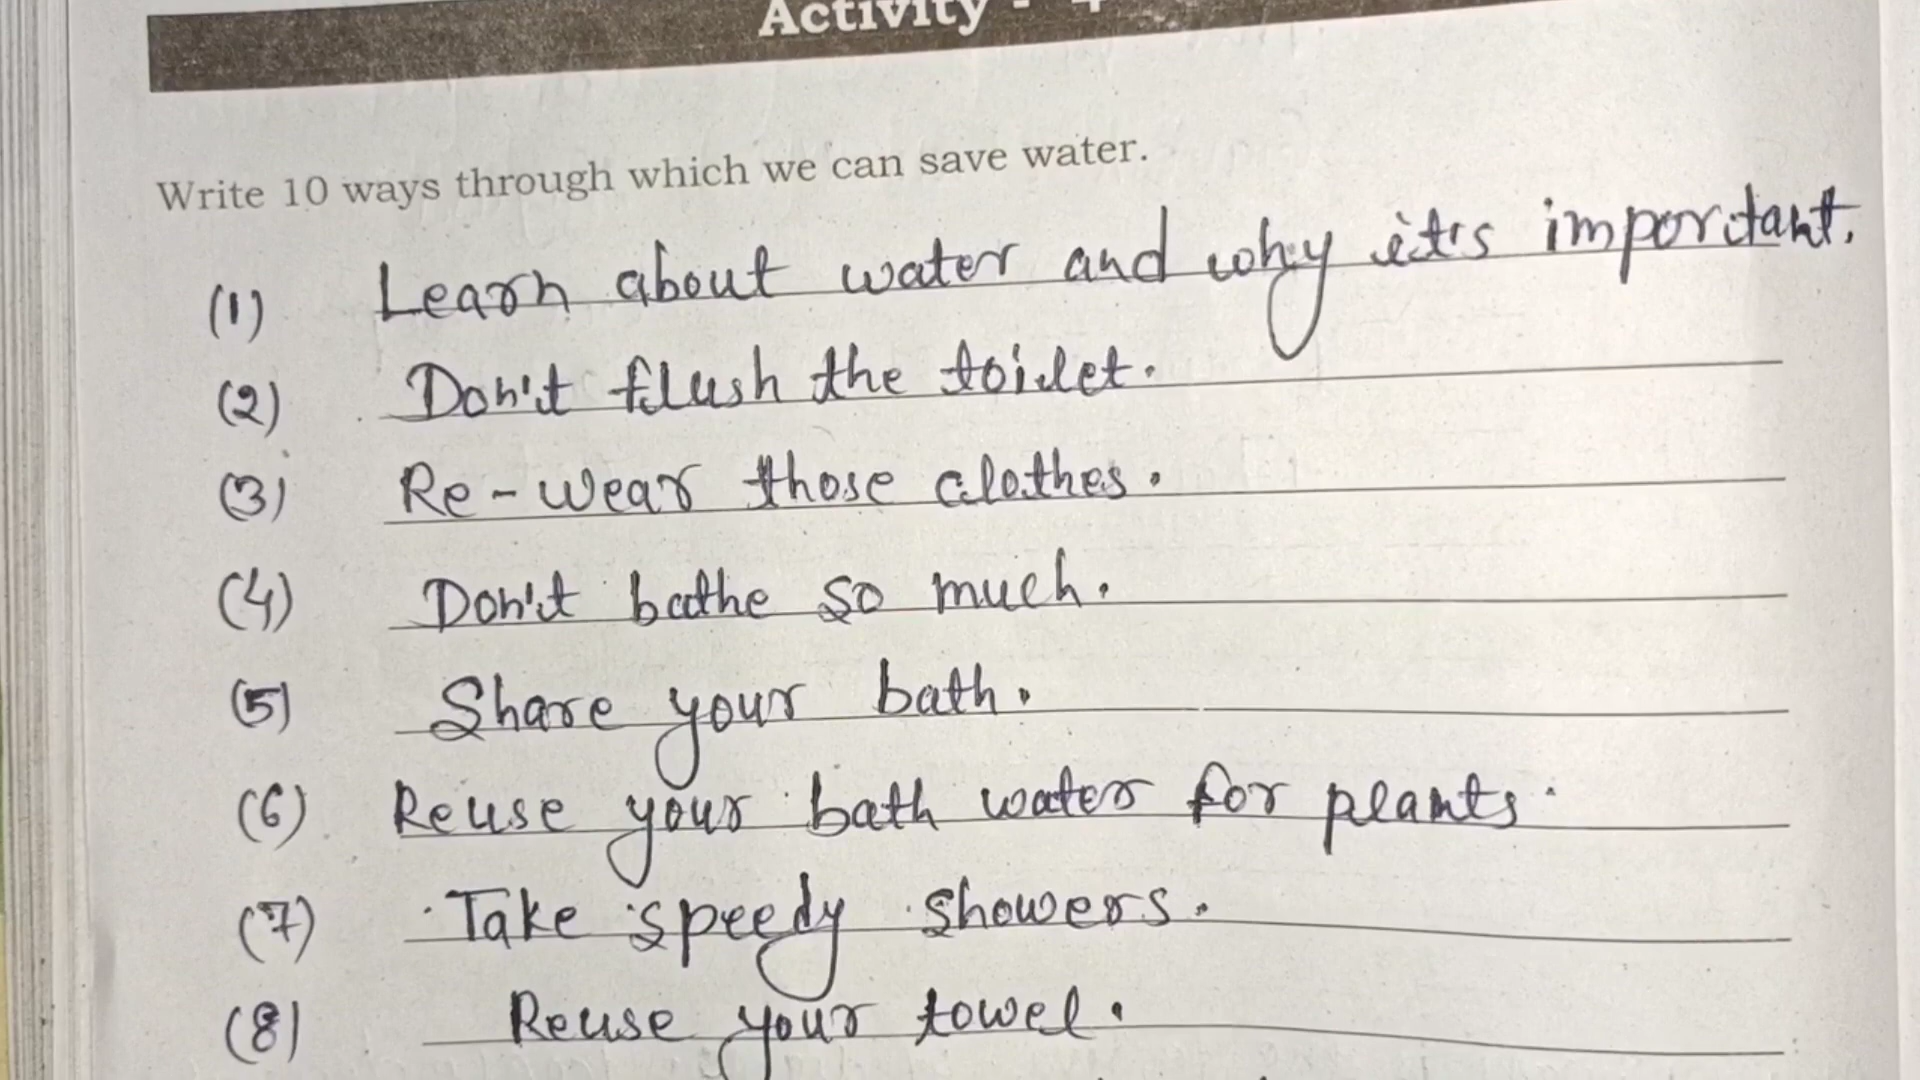 Activity - 4
Write 10 ways through which we can save water.
(1) Learn about water and why it's important.
(2) Don't flush the toilet.
(3) Re-wear those clothes.
(4) Don't bathe so much.
(5) Share your bath.
(6) Reuse your bath water for plants.
(7) Take speedy showers.
(8) Reuse your towel.